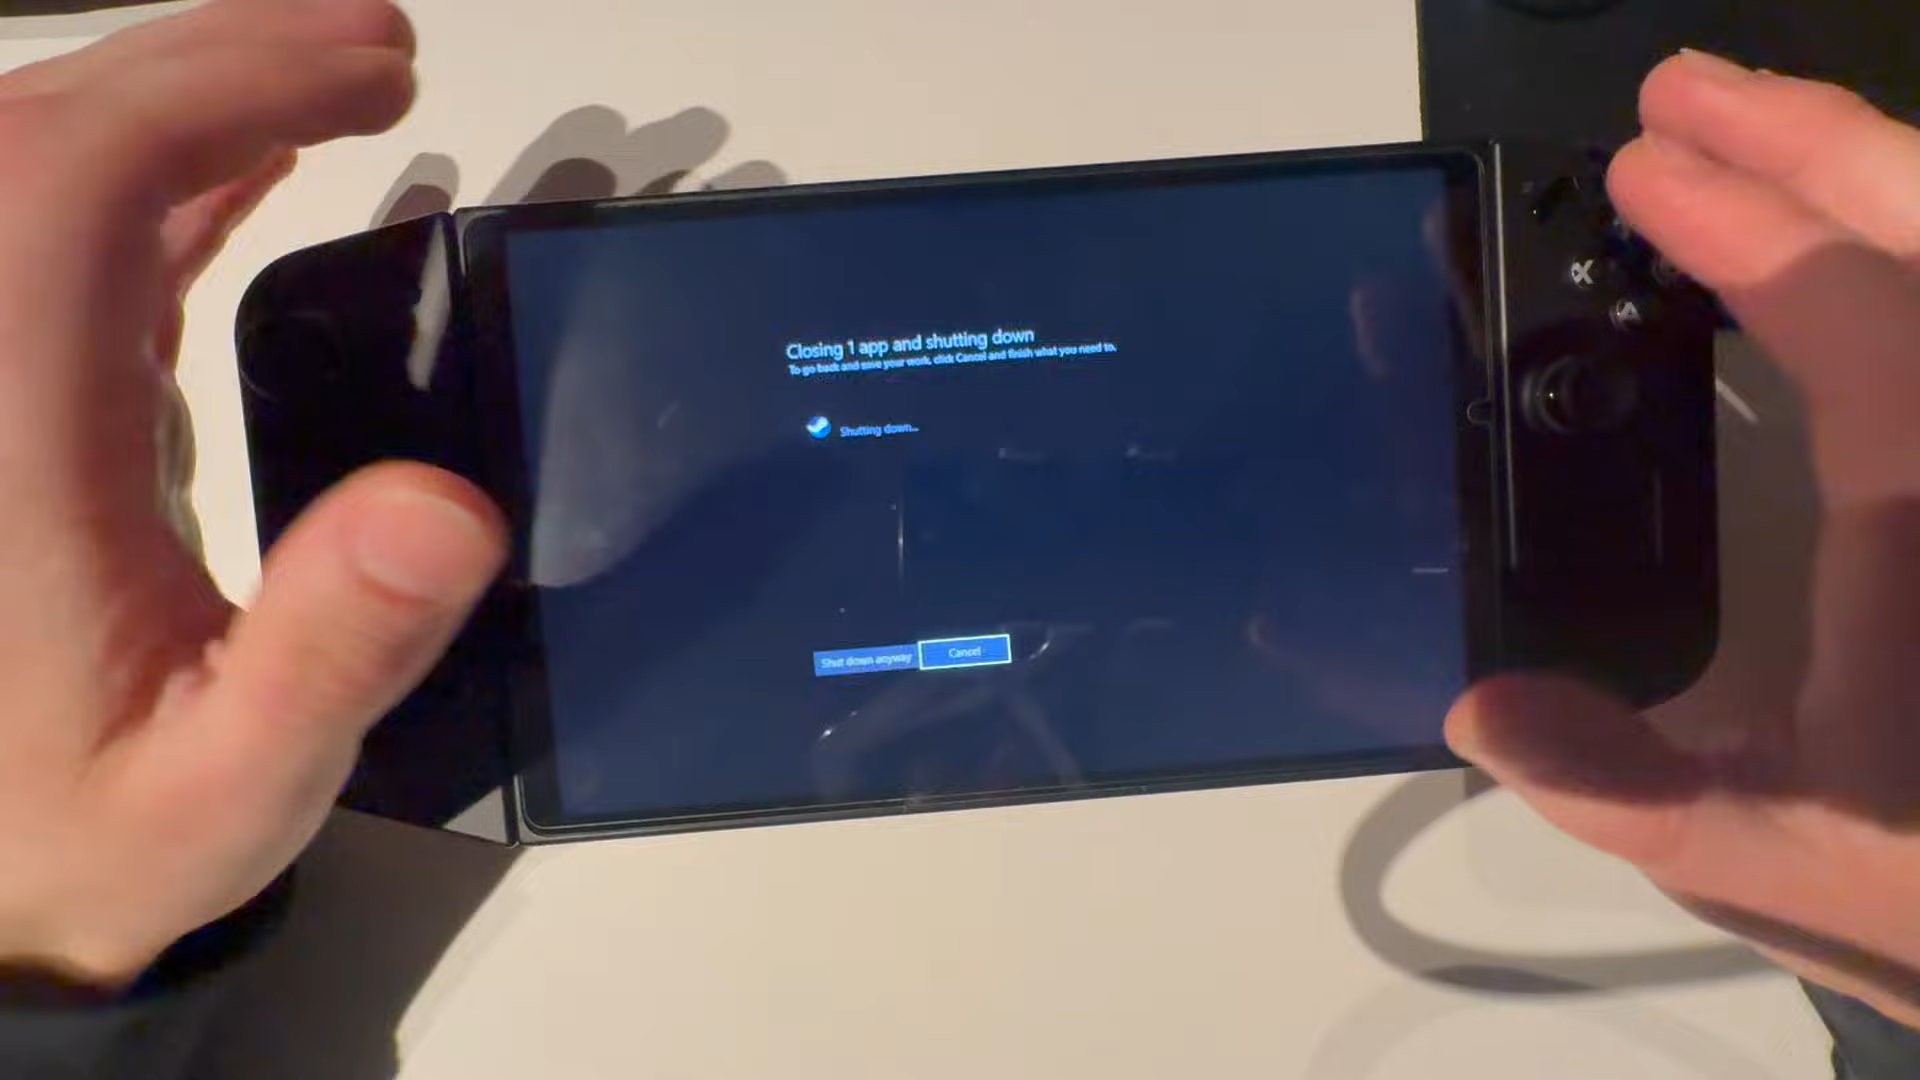 Closing 1 app and shutting down
To go back and save your work, click Cancel and finish what you need to.
Shutting down...
Shut down anyway
Cancel
X
A